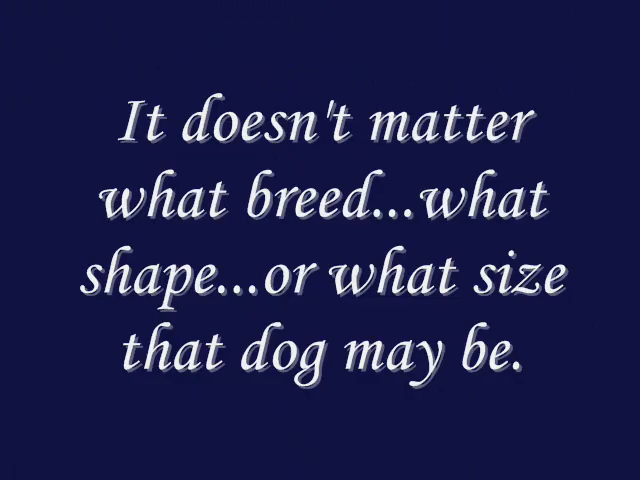 It doesn't matter
what breed...what
shape...or what size
that dog may be.